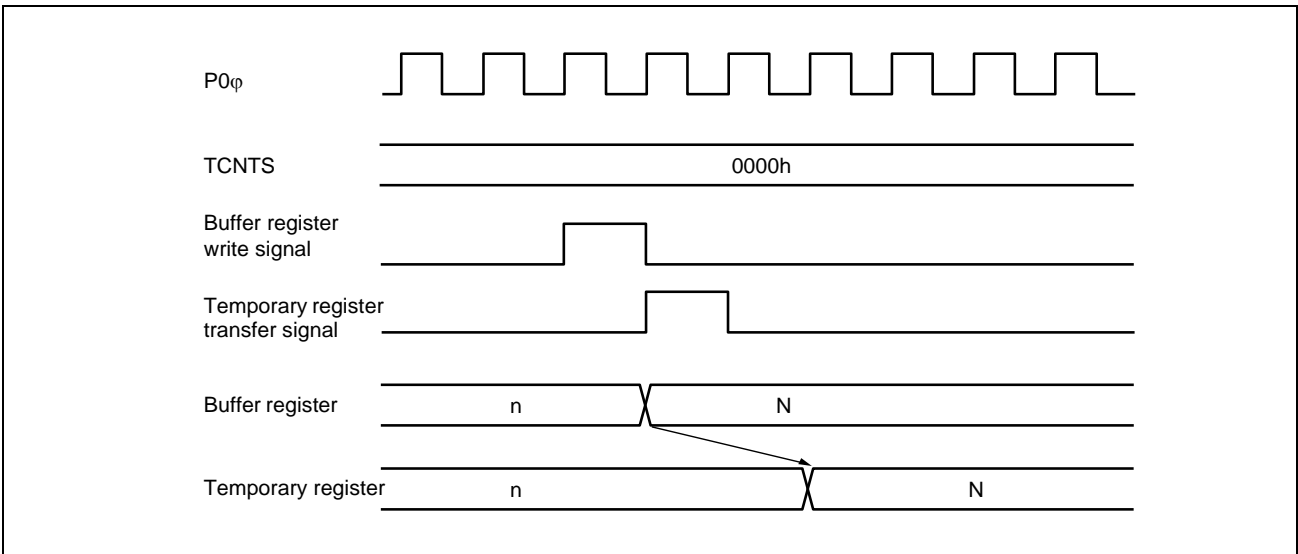 P0φ
TCNTS
0000h
Buffer register
write signal
Temporary register
transfer signal
Buffer register
n
N
Temporary register
n
N